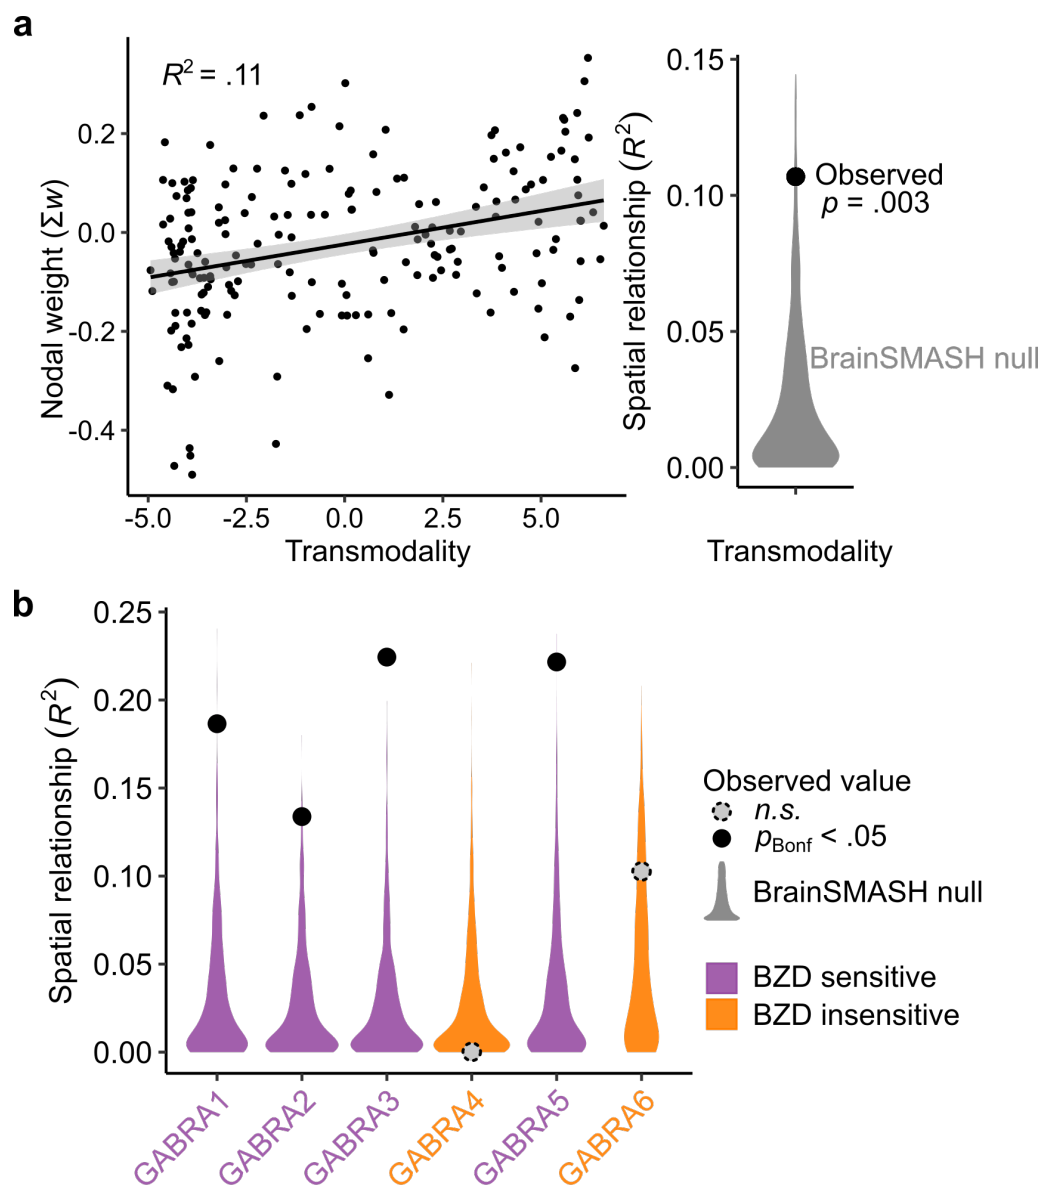 a
R² = .11
Nodal weight (Σw)
0.2
0.0
-0.2
-0.4
-5.0
-2.5
0.0
2.5
5.0
Transmodality
Spatial relationship (R²)
0.15
0.10
0.05
0.00
Observed
p = .003
BrainSMASH null
Transmodality
b
Spatial relationship (R²)
0.25
0.20
0.15
0.10
0.05
0.00
GABRA1
GABRA2
GABRA3
GABRA4
GABRA5
GABRA6
Observed value
n.s.
pBonf < .05
BrainSMASH null
BZD sensitive
BZD insensitive